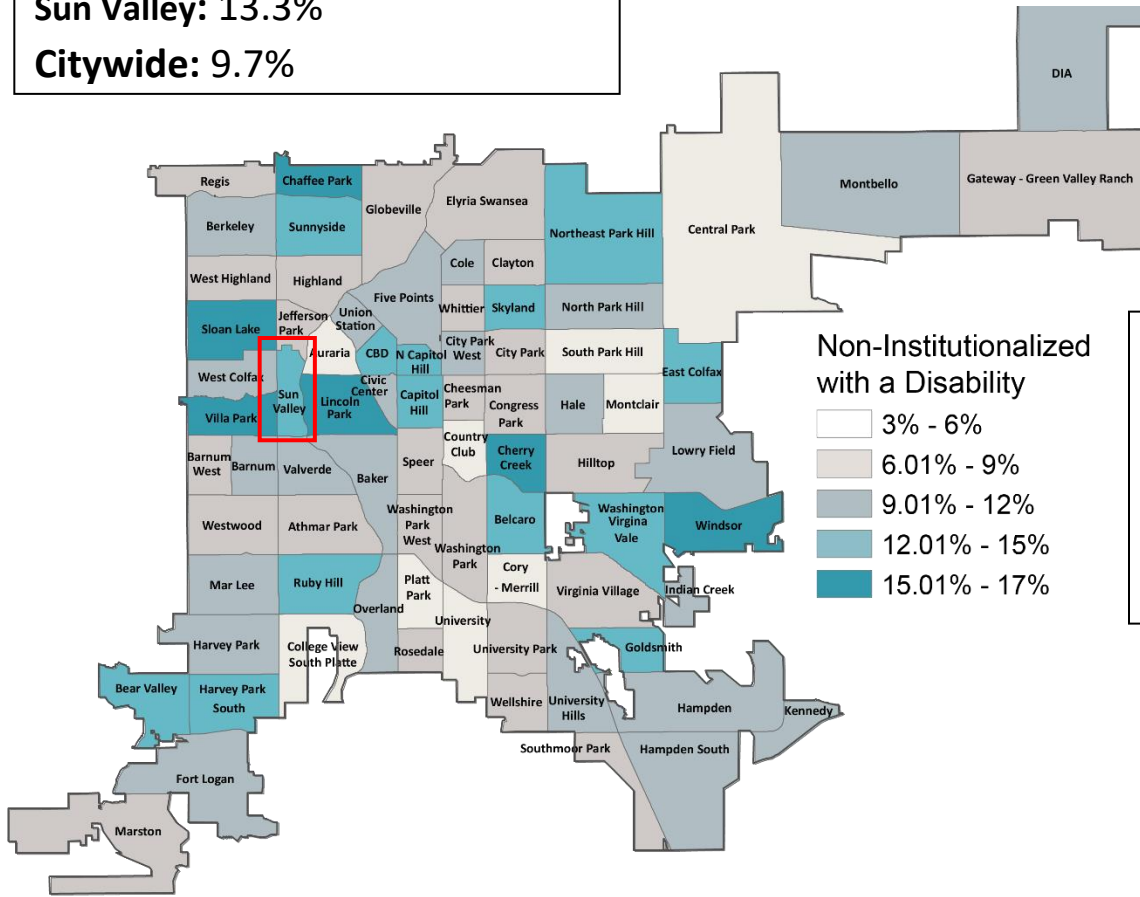 Sun Valley: 13.3%
Citywide: 9.7%
DIA
Regis
Chaffee Park
Globeville
Elyria Swansea
Montbello
Gateway - Green Valley Ranch
Berkeley
Sunnyside
Northeast Park Hill
Central Park
West Highland
Highland
Cole
Clayton
Five Points
Sloan Lake
Jefferson
Park
Union
Station
Whittier
Skyland
North Park Hill
Auraria
CBD
N Capitol
Hill
City Park
West
City Park
South Park Hill
East Colfax
West Colfax
Sun
Valley
Civic
Center
Capitol
Hill
Cheesman
Park
Congress
Park
Hale
Montclair
Villa Park
Lincoln
Park
Barnum
West
Barnum
Valverde
Baker
Speer
Country
Club
Cherry
Creek
Hilltop
Lowry Field
Westwood
Athmar Park
Washington
Park
West
Washington
Park
Belcaro
Washington
Virgina
Vale
Windsor
Mar Lee
Ruby Hill
Overland
Platt
Park
Cory
- Merrill
Virginia Village
Indian Creek
Harvey Park
College View
South Platte
Rosedale
University
University Park
Goldsmith
Bear Valley
Harvey Park
South
Wellshire
University
Hills
Hampden
Kennedy
Southmoor Park
Hampden South
Fort Logan
Marston
Non-Institutionalized
with a Disability
3% - 6%
6.01% - 9%
9.01% - 12%
12.01% - 15%
15.01% - 17%